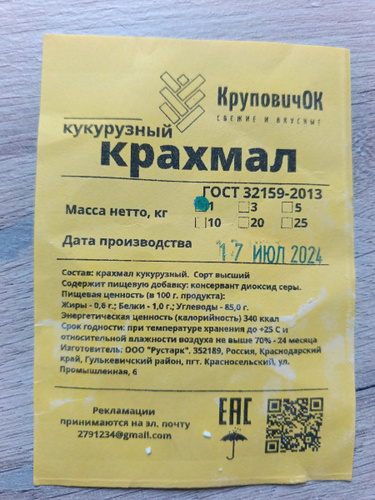 КруповичОК
СВЕЖИЕ И ВКУСНЫЕ
кукурузный
крахмал
ГОСТ 32159-2013
Масса нетто, кг
1 3 5
10 20 25
Дата производства 17 ИЮЛ 2024
Состав: крахмал кукурузный. Сорт высший
Содержит пищевую добавку: консервант диоксид серы.
Пищевая ценность (в 100 г. продукта):
Жиры - 0,6 г.; Белки - 1,0 г.; Углеводы - 85,0 г.
Энергетическая ценность (калорийность) 340 ккал
Срок годности: при температуре хранения до +25 С и
относительной влажности воздуха не выше 70% - 24 месяца
Изготовитель: ООО "Рустарк". 352189, Россия, Краснодарский
край, Гулькевичский район, пгт. Красносельский, ул.
Промышленная, 6
Рекламации
принимаются на эл. почту
2791234@gmail.com
ЕАС